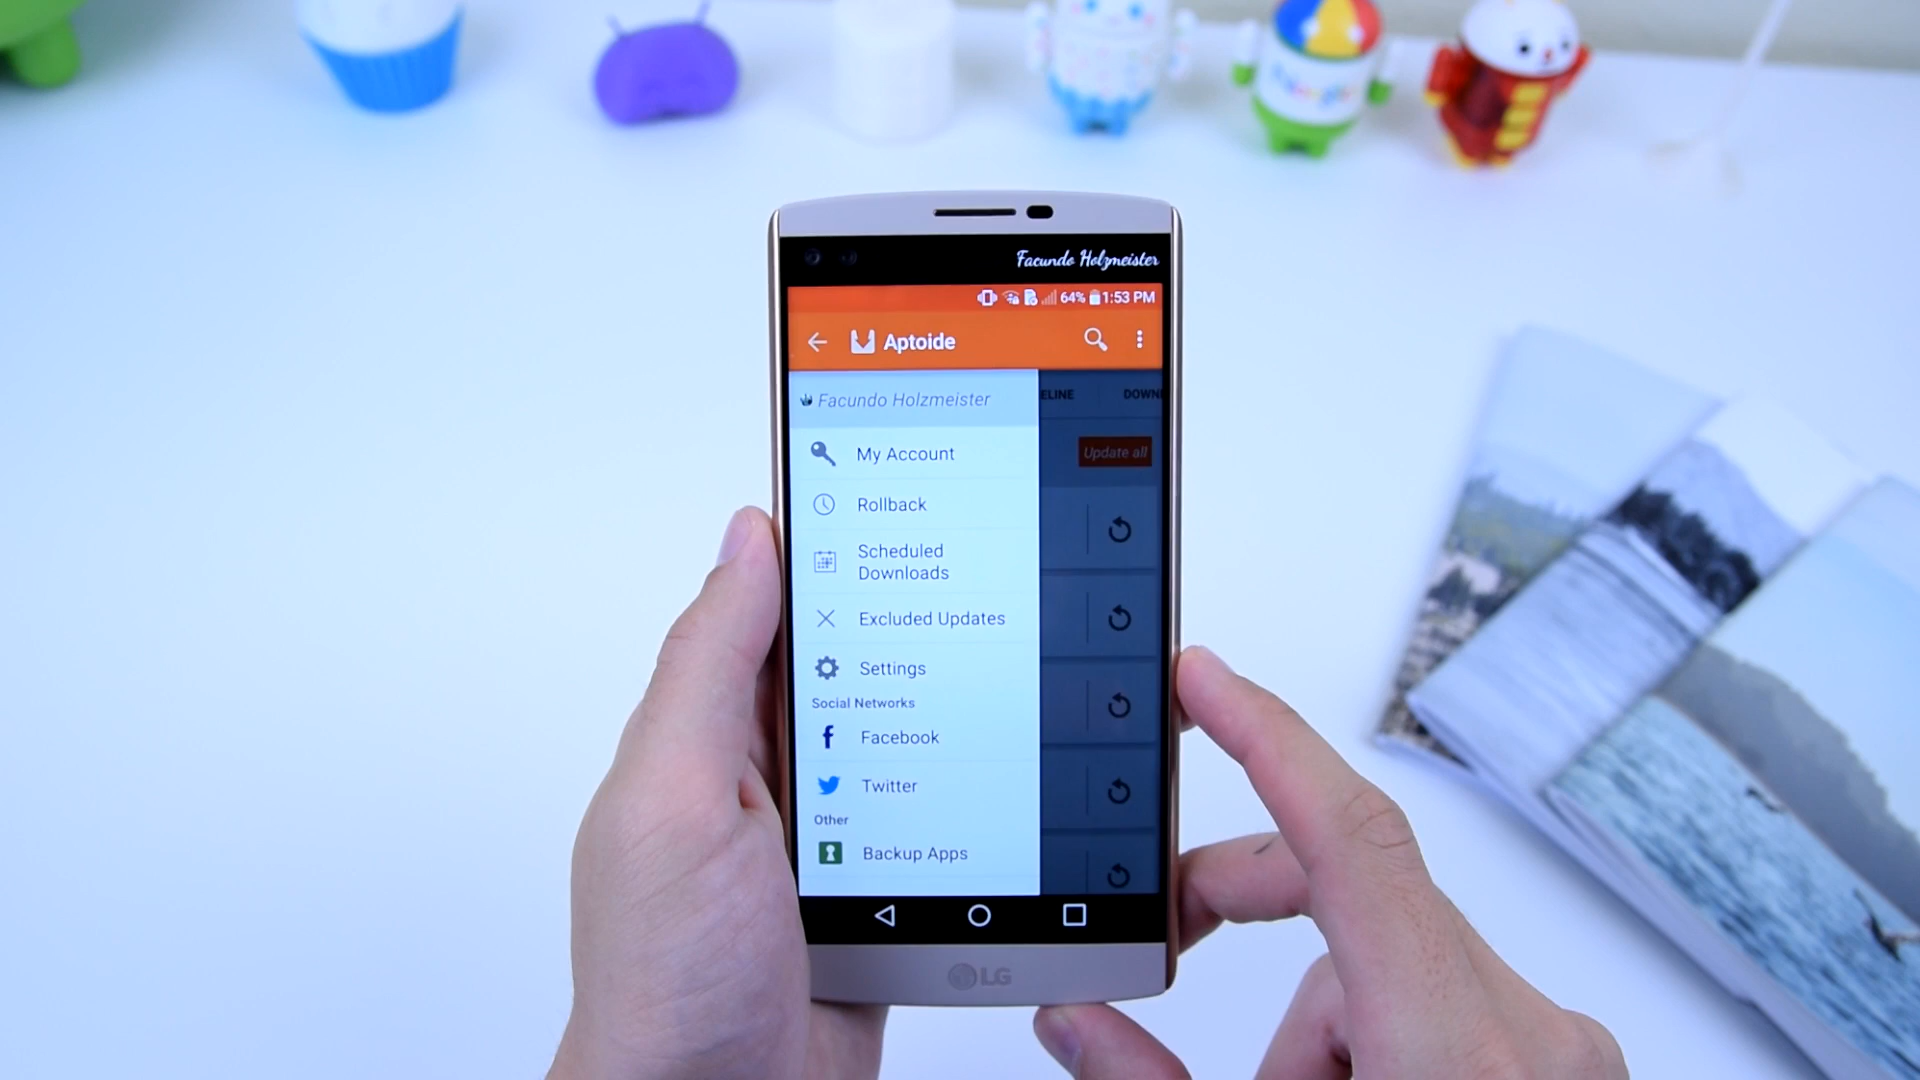 Facundo Holzmeister
64% 1:53 PM
Aptoide
Facundo Holzmeister
ELINE
DOWN
My Account
Update all
Rollback
Scheduled
Downloads
Excluded Updates
Settings
Social Networks
Facebook
Twitter
Other
Backup Apps
LG